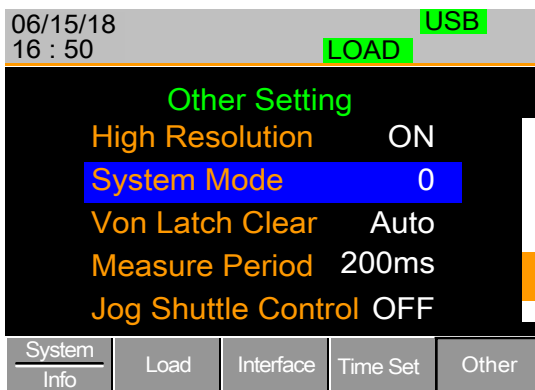 06/15/18 USB
16 : 50 LOAD
Other Setting
High Resolution ON
System Mode 0
Von Latch Clear Auto
Measure Period 200ms
Jog Shuttle Control OFF
System
Info
Load
Interface
Time Set
Other